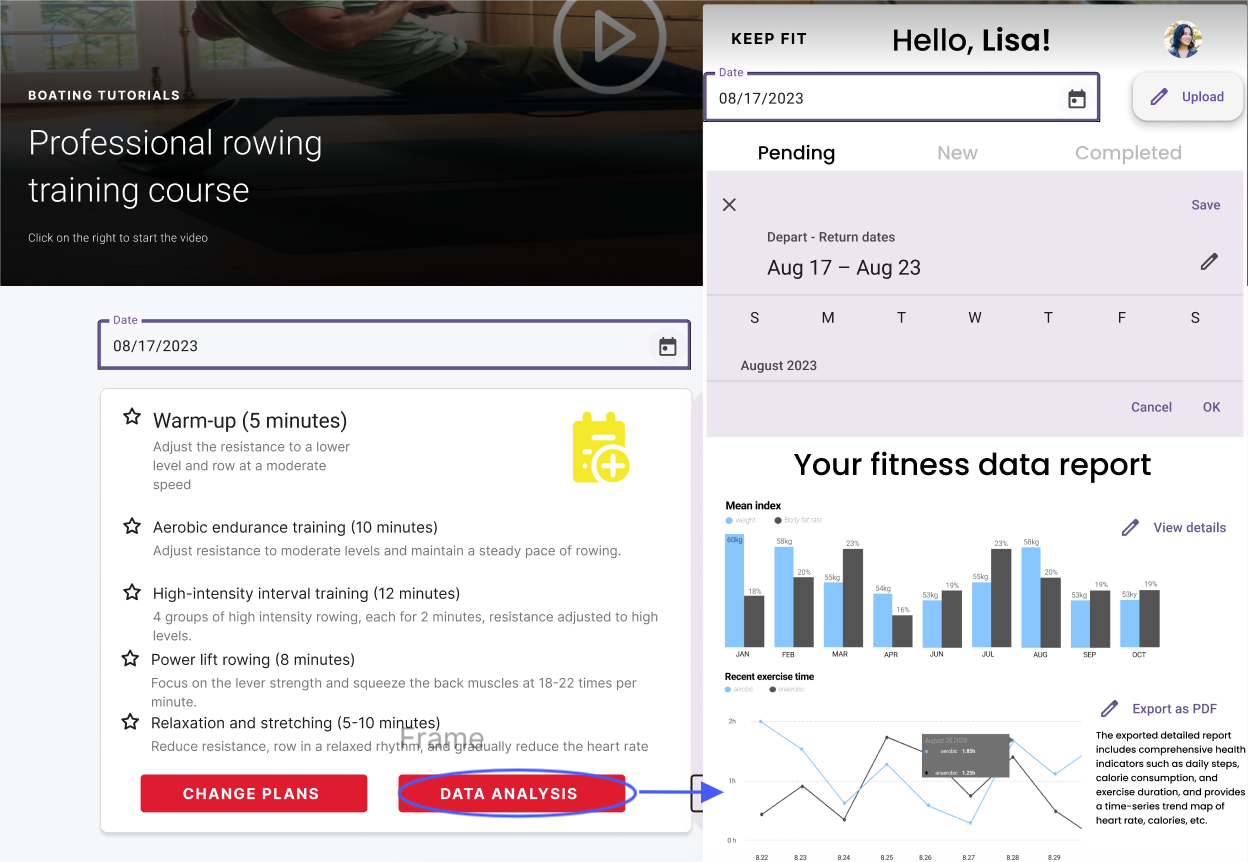 BOATING TUTORIALS
Professional rowing
training course
Click on the right to start the video
Date
08/17/2023
Warm-up (5 minutes)
Adjust the resistance to a lower
level and row at a moderate
speed
Aerobic endurance training (10 minutes)
Adjust resistance to moderate levels and maintain a steady pace of rowing.
High-intensity interval training (12 minutes)
4 groups of high intensity rowing, each for 2 minutes, resistance adjusted to high
levels.
Power lift rowing (8 minutes)
Focus on the lever strength and squeeze the back muscles at 18-22 times per
minute.
Relaxation and stretching (5-10 minutes)
Frame
Reduce resistance, row in a relaxed rhythm, and gradually reduce the heart rate
CHANGE PLANS
DATA ANALYSIS
KEEP FIT
Hello, Lisa!
Date
08/17/2023
Upload
Pending New Completed
Save
Depart - Return dates
Aug 17 – Aug 23
S M T W T F S
August 2023
Cancel OK
Your fitness data report
Mean index
weight Body fat rate
View details
60kg 18% 58kg 20% 55kg 23% 54kg 16% 53kg 19% 55kg 23% 58kg 20% 53kg 19% 53ky 19%
JAN FEB MAR APR JUN JUL AUG SEP OCT
Recent exercise time
aerobic anaerobic
2h
1h
0 h
August 26 2024
aerobic 1.85h
anaerobic 1.25h
8.22 8.23 8.24 8.25 8.26 8.27 8.28 8.29
Export as PDF
The exported detailed report
includes comprehensive health
indicators such as daily steps,
calorie consumption, and
exercise duration, and provides
a time-series trend map of
heart rate, calories, etc.